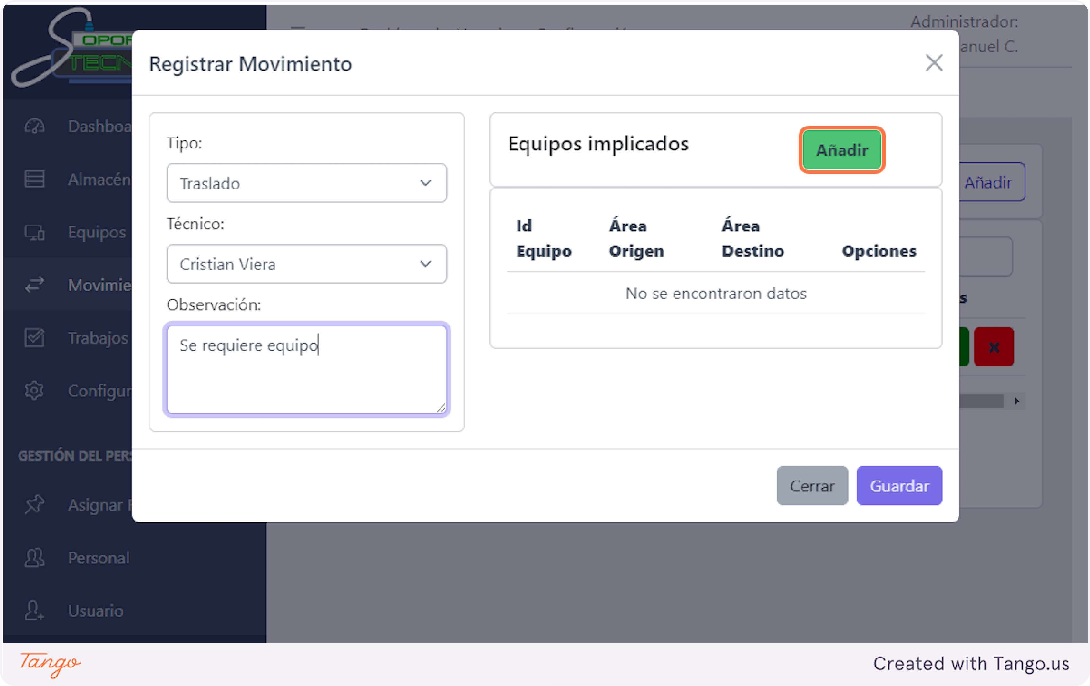 Administrador:
anuel C.
Registrar Movimiento
Tipo:
Traslado
Técnico:
Cristian Viera
Observación:
Se requiere equipo
Equipos implicados
Añadir
Id Equipo
Área Origen
Área Destino
Opciones
No se encontraron datos
Cerrar
Guardar
Dashboa
Almacén
Equipos
Movimie
Trabajos
Configur
GESTIÓN DEL PERS
Asignar
Personal
Usuario
Añadir
Tango
Created with Tango.us